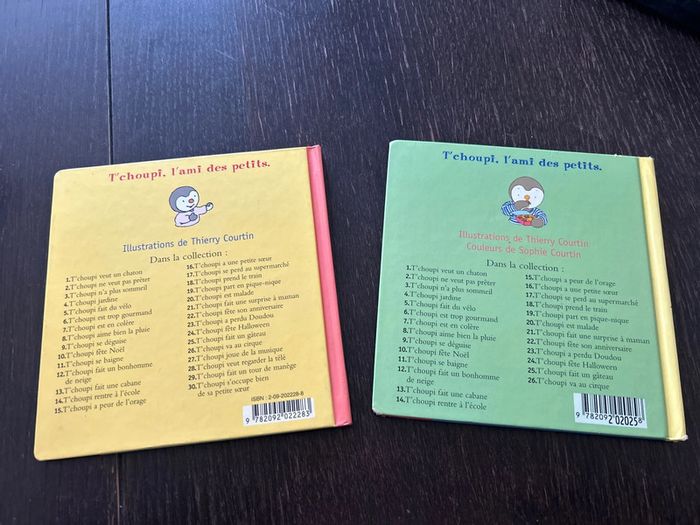 T'choupi, l'ami des petits.
Illustrations de Thierry Courtin
Dans la collection :
1.T'choupi veut un chaton
2.T'choupi ne veut pas prêter
3.T'choupi n'a plus sommeil
4.T'choupi jardine
5.T'choupi fait du vélo
6.T'choupi est trop gourmand
7.T'choupi est en colère
8.T'choupi aime bien la pluie
9.T'choupi se déguise
10.T'choupi fête Noël
11.T'choupi se baigne
12.T'choupi fait un bonhomme
de neige
13.T'choupi fait une cabane
14.T'choupi rentre à l'école
15.T'choupi a peur de l'orage
16.T'choupi a une petite sœur
17.T'choupi se perd au supermarché
18.T'choupi prend le train
19.T'choupi part en pique-nique
20.T'choupi est malade
21.T'choupi fait une surprise à maman
22.T'choupi fête son anniversaire
23.T'choupi a perdu Doudou
24.T'choupi fête Halloween
25.T'choupi fait un gâteau
26.T'choupi va au cirque
27.T'choupi joue de la musique
28.T'choupi veut regarder la télé
29.T'choupi fait un tour de manège
30.T'choupi s'occupe bien
de sa petite sœur
ISBN : 2-09-202228-8
9 782092 022283
T'choupi, l'ami des petits.
Illustrations de Thierry Courtin
Couleurs de Sophie Courtin
Dans la collection :
1.T'choupi veut un chaton
2.T'choupi ne veut pas prêter
3.T'choupi n'a plus sommeil
4.T'choupi jardine
5.T'choupi fait du vélo
6.T'choupi est trop gourmand
7.T'choupi est en colère
8.T'choupi aime bien la pluie
9.T'choupi se déguise
10.T'choupi fête Noël
11.T'choupi se baigne
12.T'choupi fait un bonhomme
de neige
13.T'choupi fait une cabane
14.T'choupi rentre à l'école
15.T'choupi a peur de l'orage
16.T'choupi a une petite sœur
17.T'choupi se perd au supermarché
18.T'choupi prend le train
19.T'choupi part en pique-nique
20.T'choupi est malade
21.T'choupi fait une surprise à maman
22.T'choupi fête son anniversaire
23.T'choupi a perdu Doudou
24.T'choupi fête Halloween
25.T'choupi fait un gâteau
26.T'choupi va au cirque
9 782092 020258